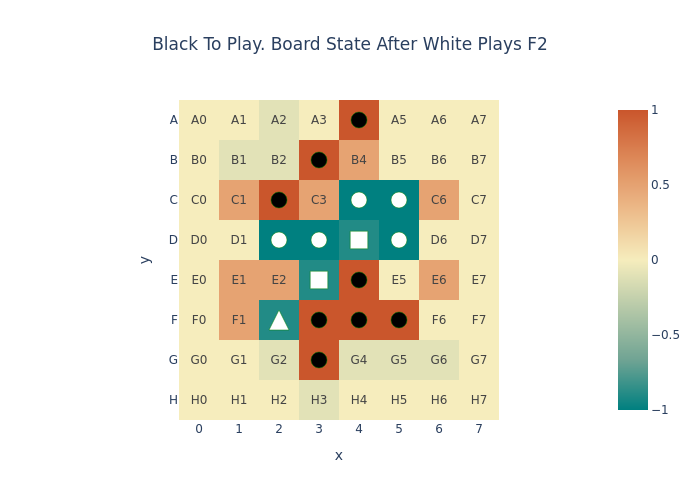 Black To Play. Board State After White Plays F2
A A0 A1 A2 A3 A5 A6 A7
B B0 B1 B2 B4 B5 B6 B7
C C0 C1 C3 C6 C7
D D0 D1 D6 D7
E E0 E1 E2 E5 E6 E7
F F0 F1 F6 F7
G G0 G1 G2 G4 G5 G6 G7
H H0 H1 H2 H3 H4 H5 H6 H7
0 1 2 3 4 5 6 7
x
y
1
0.5
0
−0.5
−1